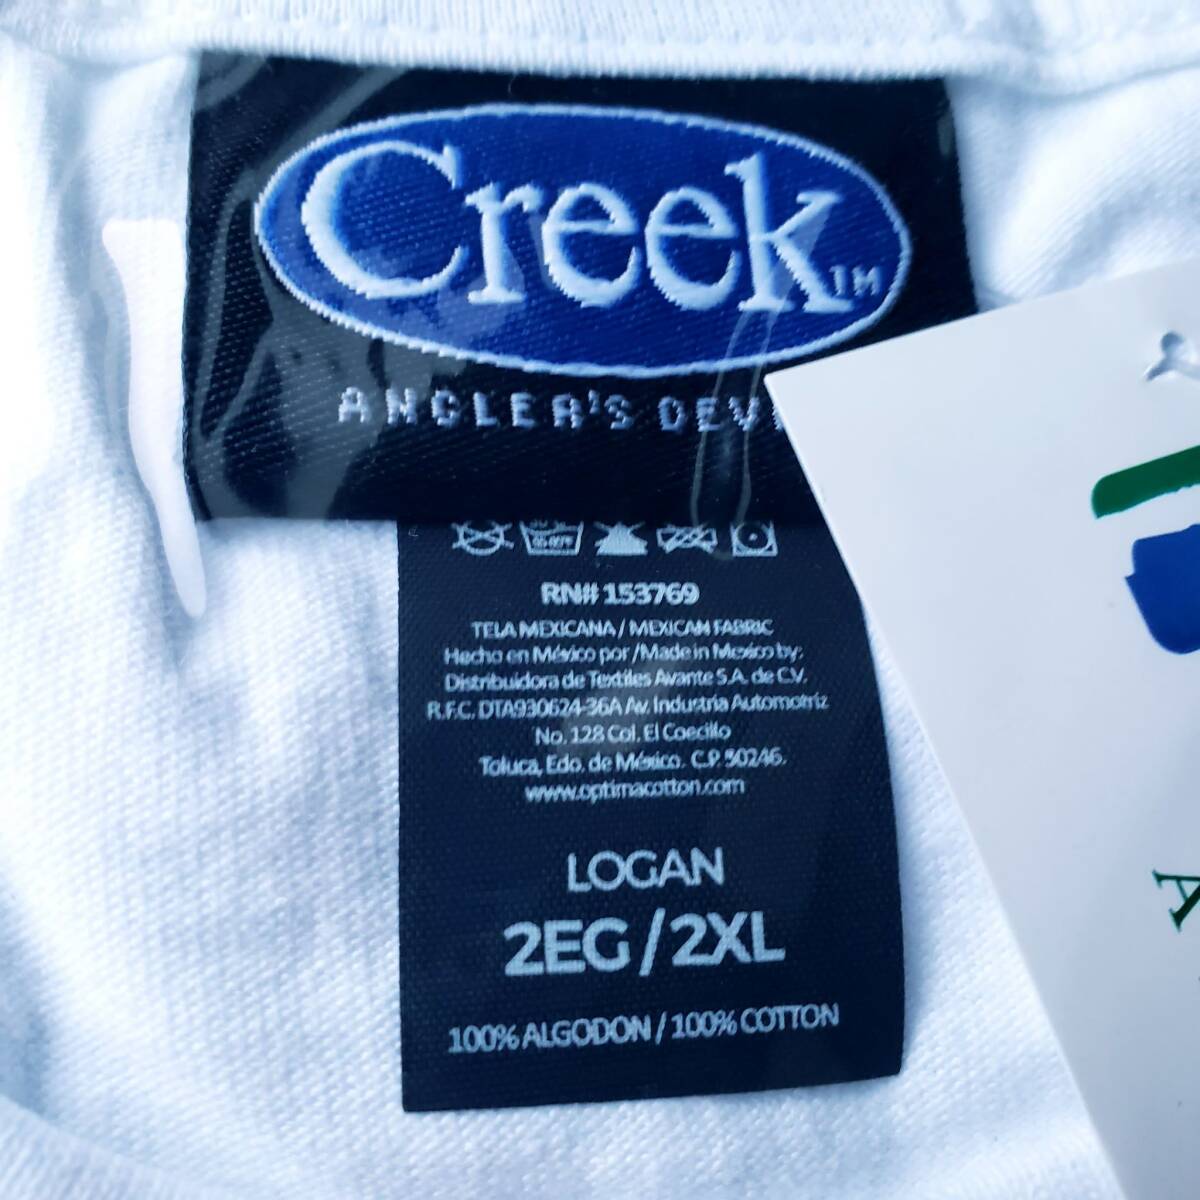 Creek TM
ANGLER'S
RN# 153769
TELA MEXICANA / MEXICAN FABRIC
Hecho en México por /Made in Mexico by:
Distribuidora de Textiles Avante S.A. de C.V.
R.F.C. DTA930624-36A Av. Industria Automotriz
No. 128 Col. El Coecillo
Toluca, Edo. de México. C.P. 50246.
www.optimacotton.com
LOGAN
2EG / 2XL
100% ALGODON / 100% COTTON
A